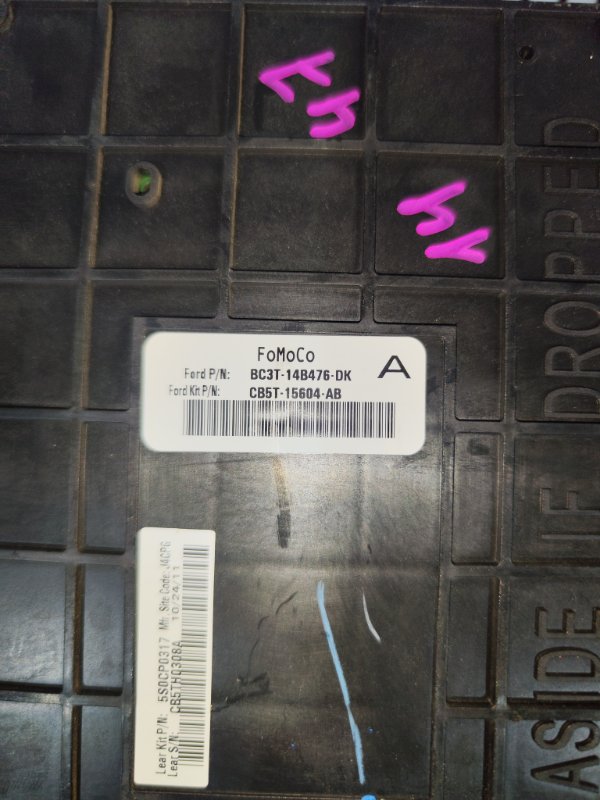 FoMoCo
Ford P/N: BC3T-14B476-DK
A
Ford Kit P/N: CB5T-15604-AB
Lear Kit P/N: 5S0CP0317 Mfr. Site Code: J4CPG
Lear S/N: CB5TH0308A 10/24/11
ASIDE IF DROPPED